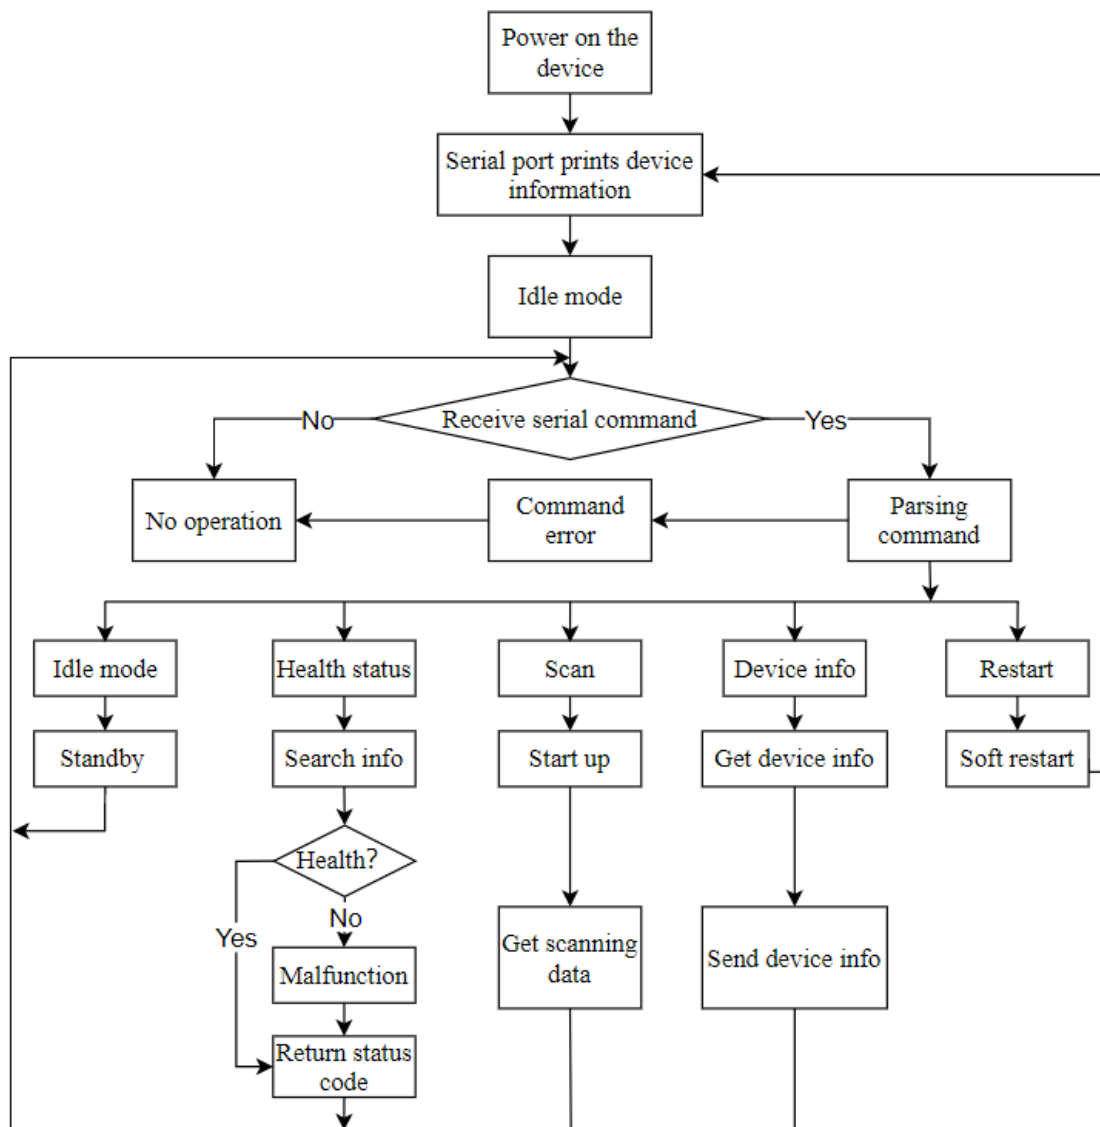 Power on the
device
Serial port prints device
information
Idle mode
No
Receive serial command
Yes
No operation
Command
error
Parsing
command
Idle mode
Health status
Scan
Device info
Restart
Standby
Search info
Start up
Get device info
Soft restart
Health?
No
Yes
Malfunction
Get scanning
data
Send device info
Return status
code